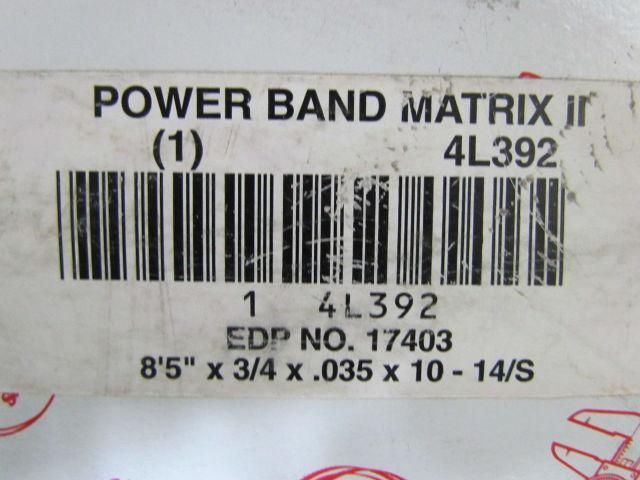 POWER BAND MATRIX II
(1) 4L392
1 4L392
EDP NO. 17403
8'5" x 3/4 x .035 x 10 - 14/S
&